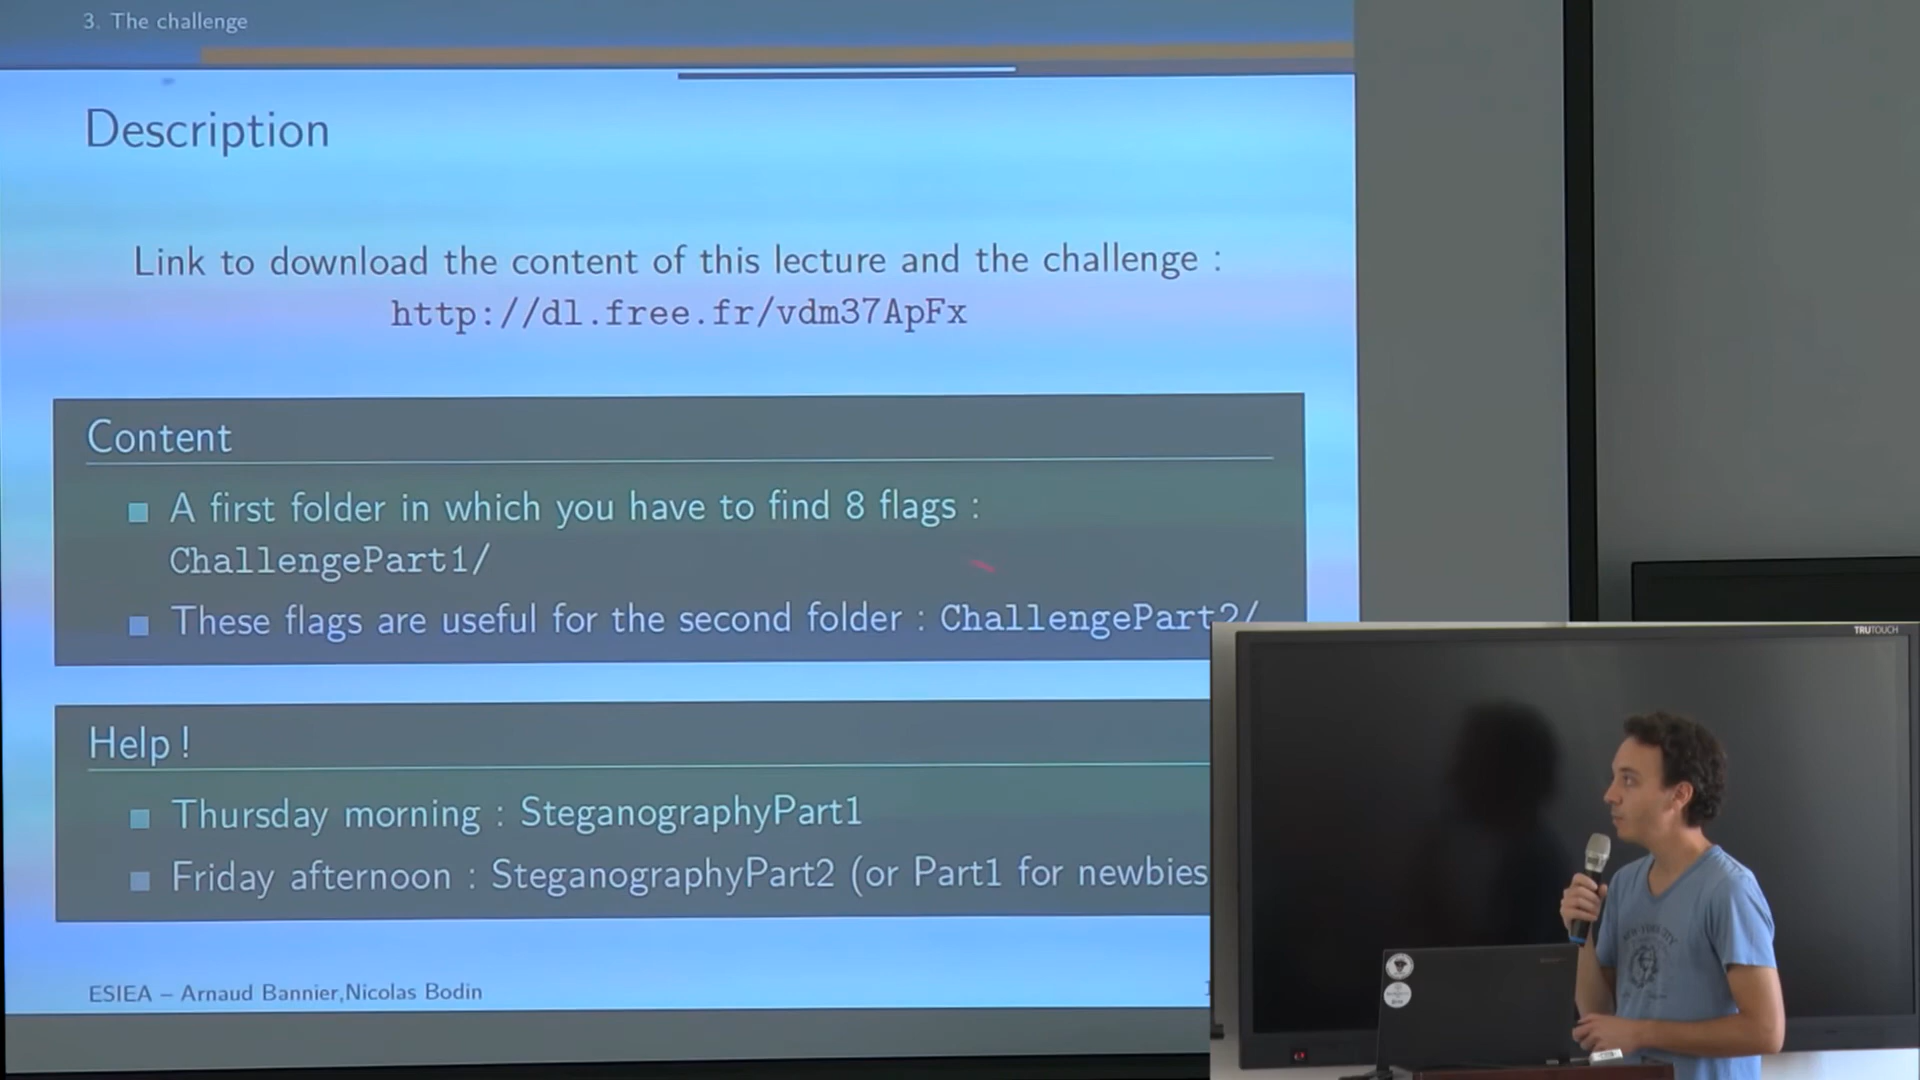 3. The challenge
Description
Link to download the content of this lecture and the challenge :
http://dl.free.fr/vdm37ApFx
Content
A first folder in which you have to find 8 flags :
ChallengePart1/
These flags are useful for the second folder : ChallengePart2/
Help !
Thursday morning : SteganographyPart1
Friday afternoon : SteganographyPart2 (or Part1 for newbies
ESIEA – Arnaud Bannier,Nicolas Bodin
TRUTOUCH